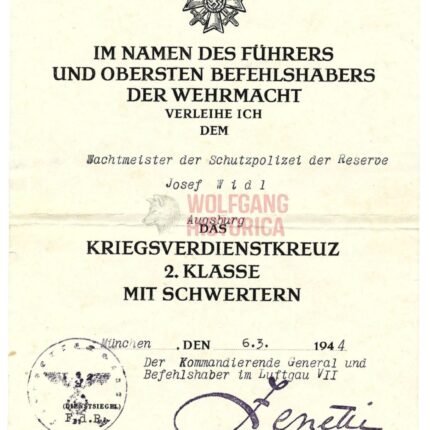 IM NAMEN DES FÜHRERS
UND OBERSTEN BEFEHLSHABERS
DER WEHRMACHT
VERLEIHE ICH
DEM
Wachtmeister der Schutzpolizei der Reserve
Josef Widl
WOLFGANG
HISTORICA
Augsburg
DAS
KRIEGSVERDIENSTKREUZ
2. KLASSE
MIT SCHWERTERN
München , DEN 6.3. 1944
Der Kommandierende General und
Befehlshaber im Luftgau VII
(DIENSTSIEGEL)
F.d.R.
Zenetti